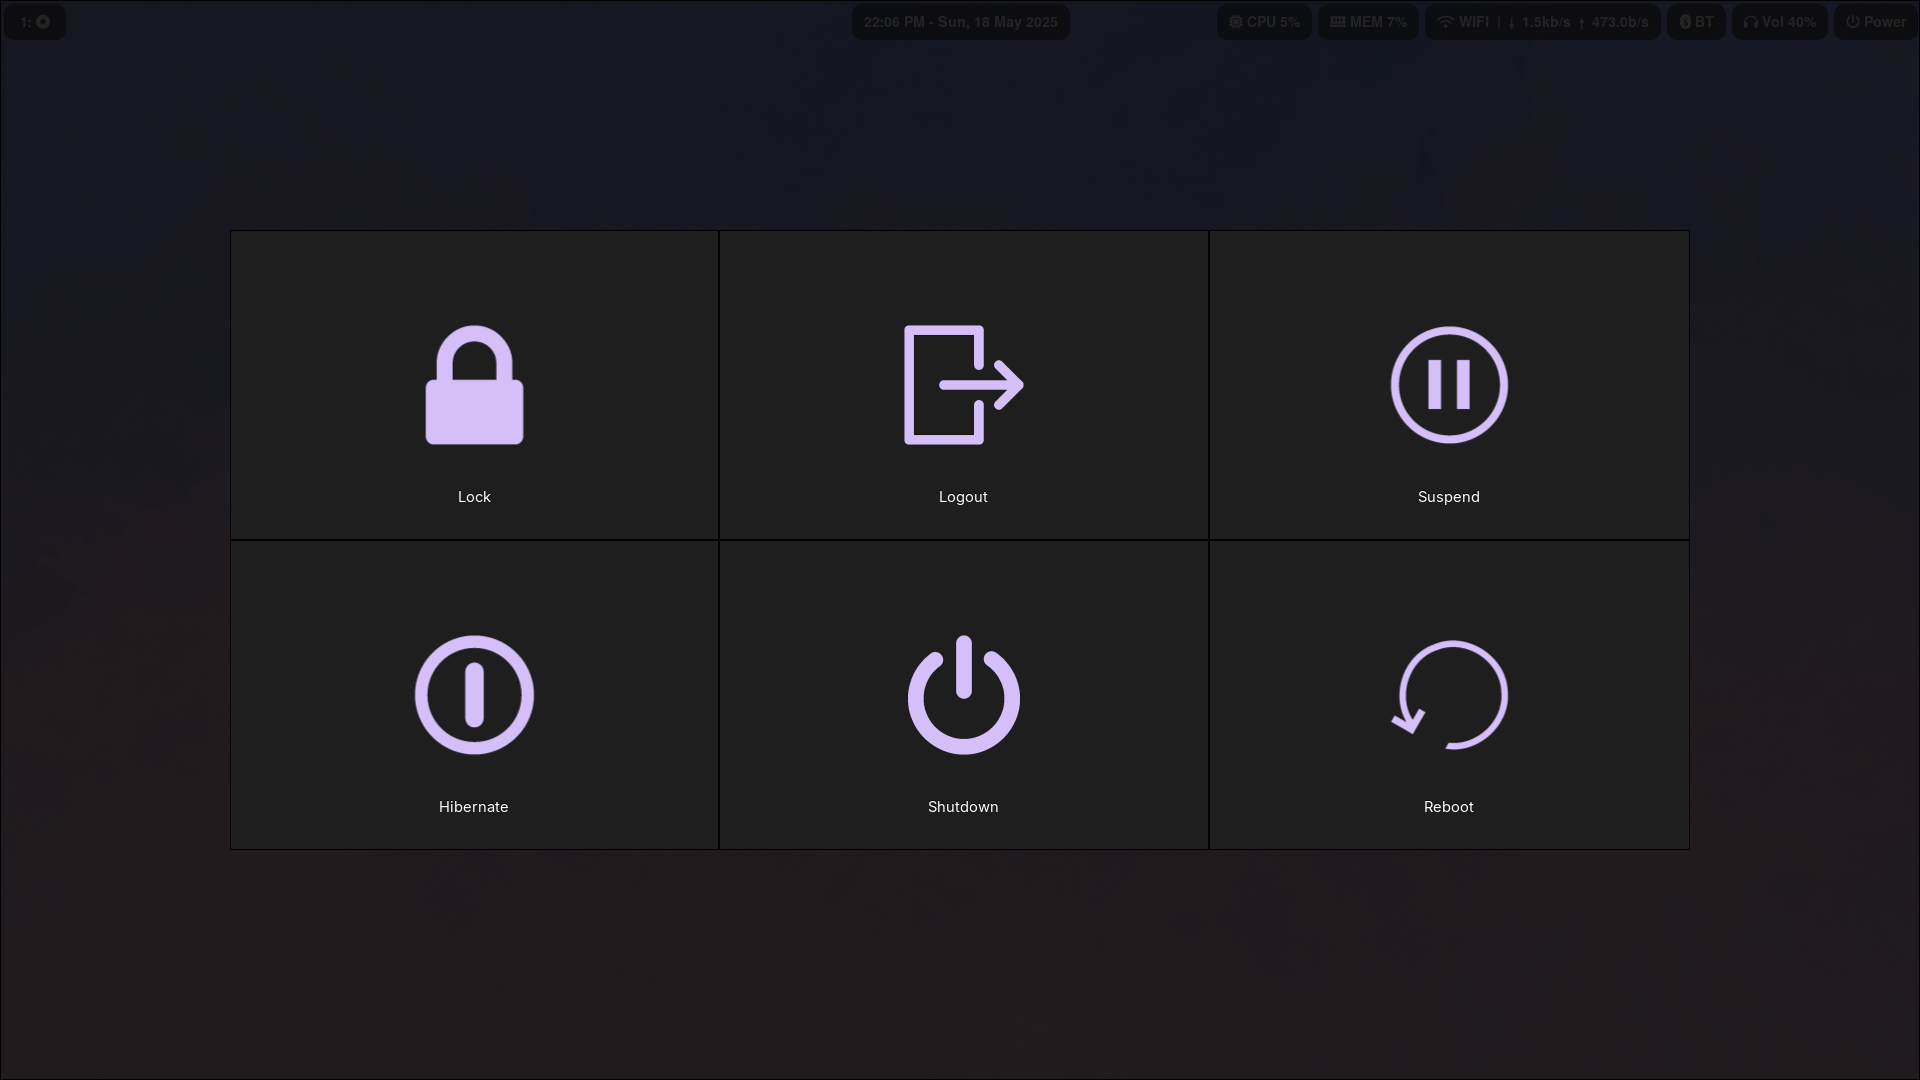 1:
22:06 PM - Sun, 18 May 2025
CPU 5%
MEM 7%
WIFI | ↓ 1.5kb/s ↑ 473.0b/s
BT
Vol 40%
Power
Lock
Logout
Suspend
Hibernate
Shutdown
Reboot